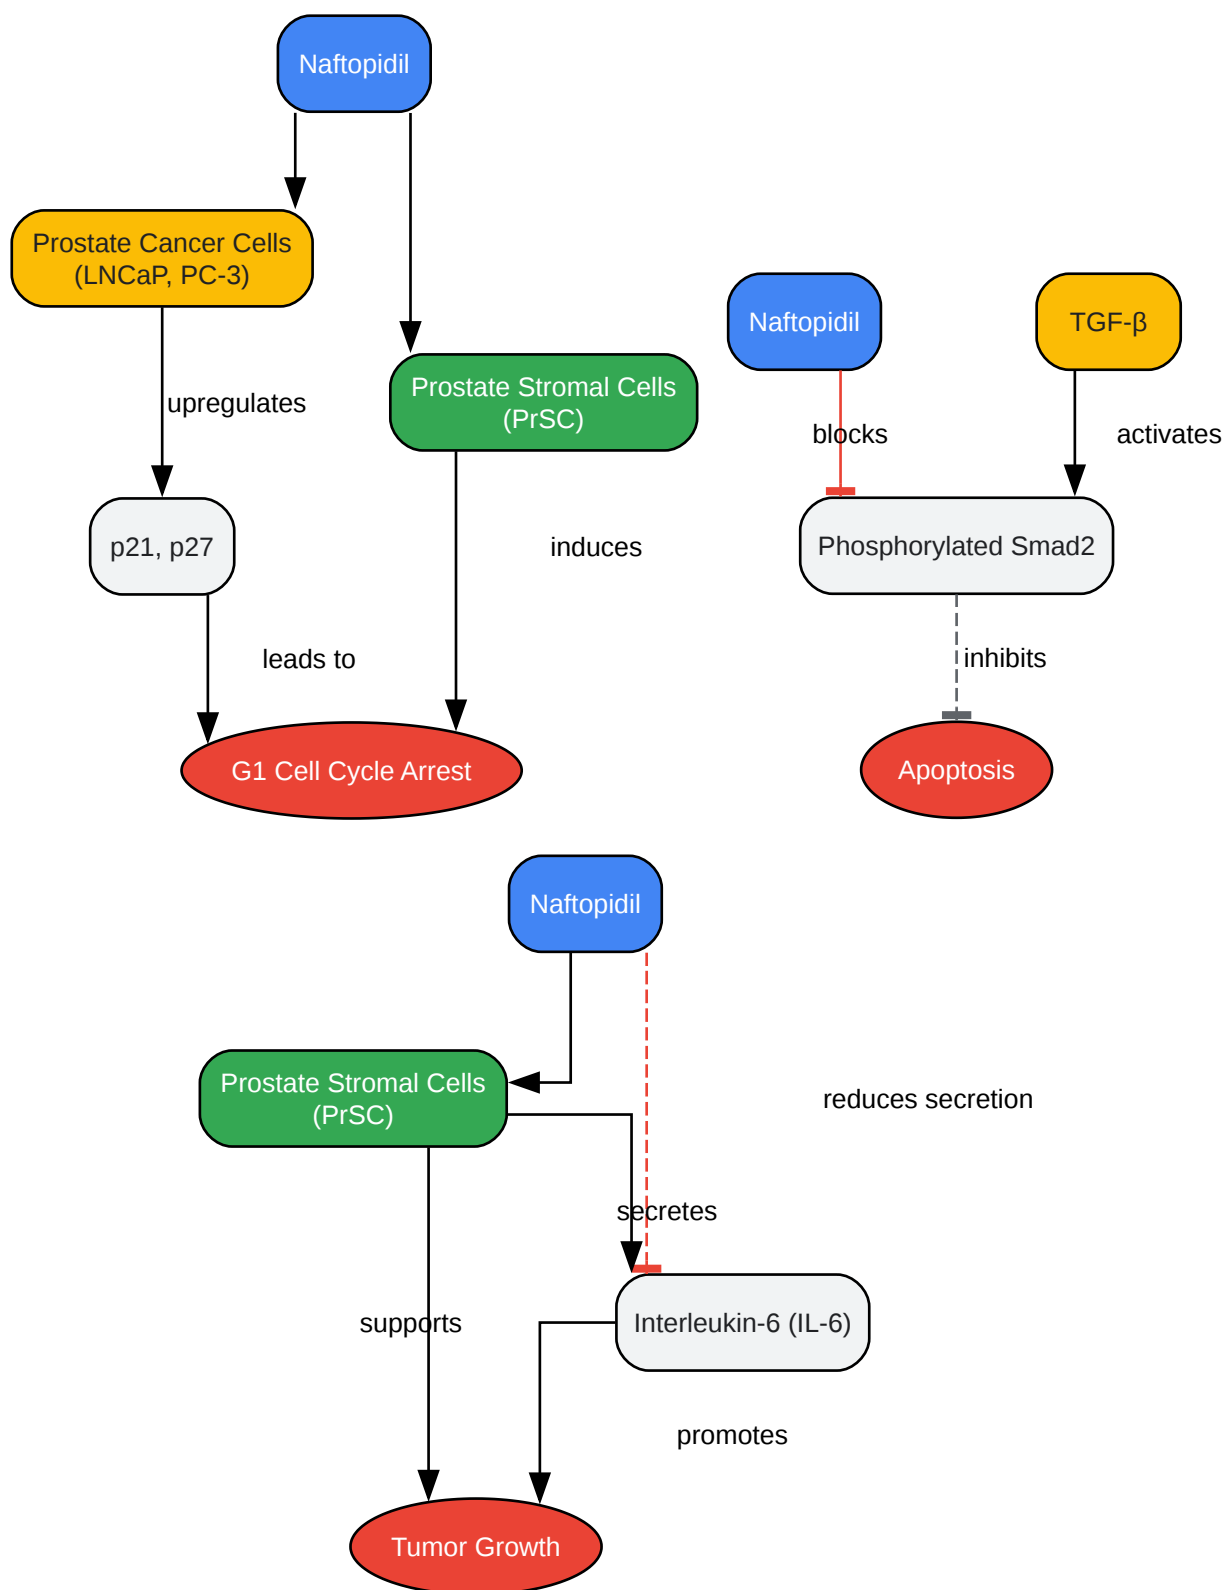 Naftopidil
Prostate Cancer Cells
(LNCaP, PC-3)
Prostate Stromal Cells
(PrSC)
upregulates
p21, p27
induces
leads to
G1 Cell Cycle Arrest
Naftopidil
TGF-β
blocks
activates
Phosphorylated Smad2
inhibits
Apoptosis
Naftopidil
Prostate Stromal Cells
(PrSC)
reduces secretion
secretes
supports
Interleukin-6 (IL-6)
promotes
Tumor Growth